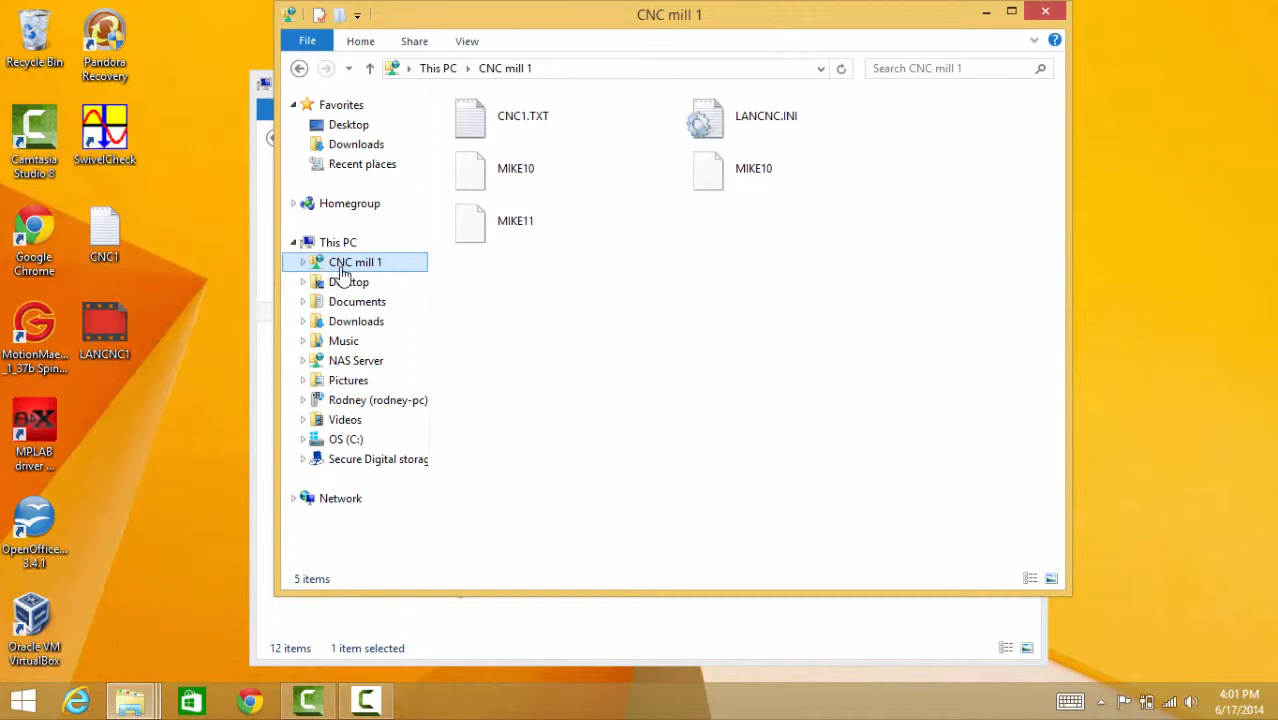 Recycle Bin
Pandora
Recovery
Camtasia
Studio 8
SwivelCheck
Google
Chrome
CNC1
MotionMae...
_1_37b Spin...
LANCNC1
MPLAB
driver ...
OpenOffice...
3.4.1
Oracle VM
VirtualBox
CNC mill 1
File
Home
Share
View
This PC
CNC mill 1
Search CNC mill 1
Favorites
Desktop
Downloads
Recent places
Homegroup
This PC
CNC mill 1
Desktop
Documents
Downloads
Music
NAS Server
Pictures
Rodney (rodney-pc)
Videos
OS (C:)
Secure Digital storag
Network
CNC1.TXT
LANCNC.INI
MIKE10
MIKE10
MIKE11
5 items
12 items
1 item selected
4:01 PM
6/17/2014